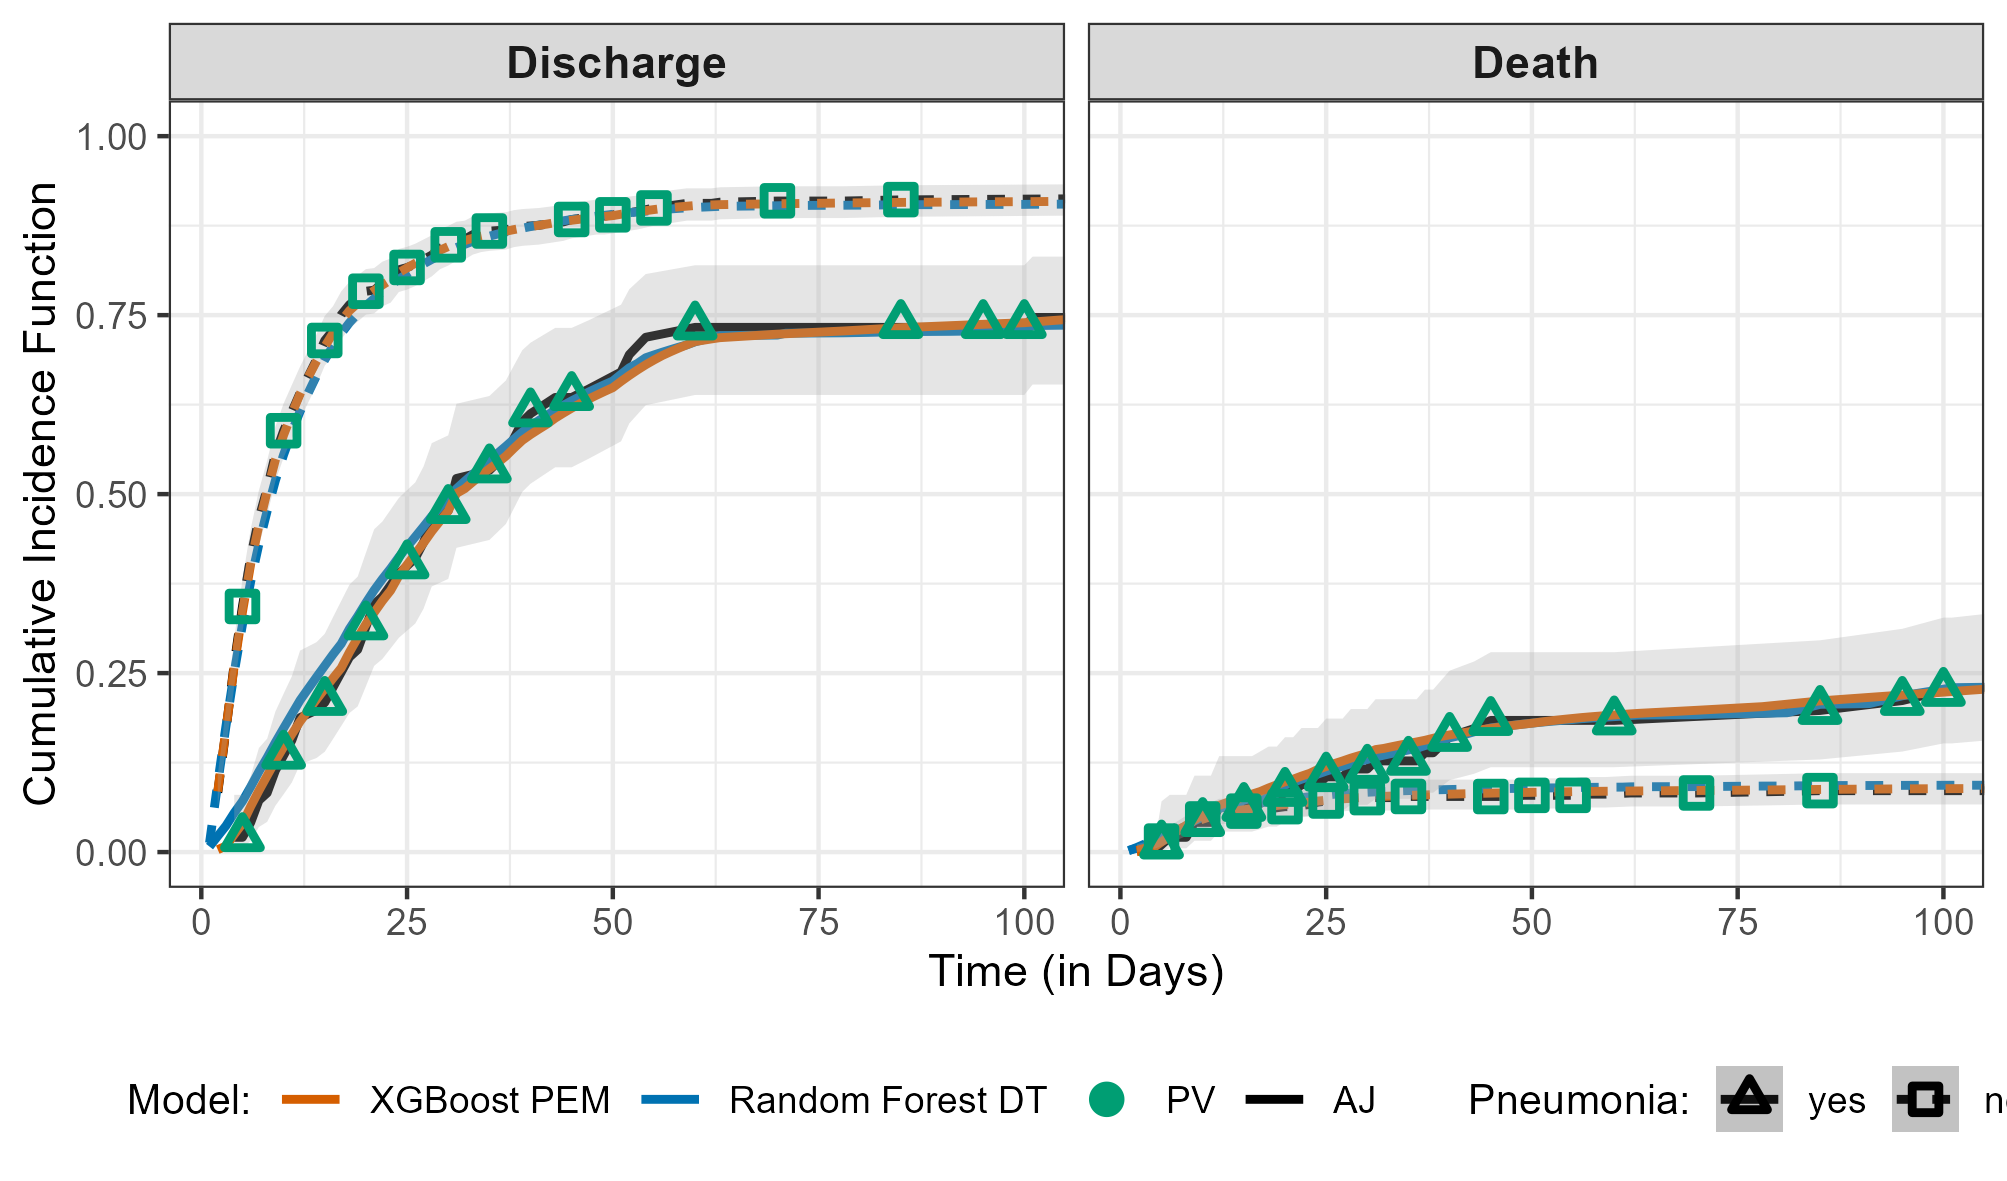 Discharge Death
Cumulative Incidence Function
1.00
0.75
0.50
0.25
0.00
0 25 50 75 100 0 25 50 75 100
Time (in Days)
Model: XGBoost PEM Random Forest DT PV AJ Pneumonia: yes